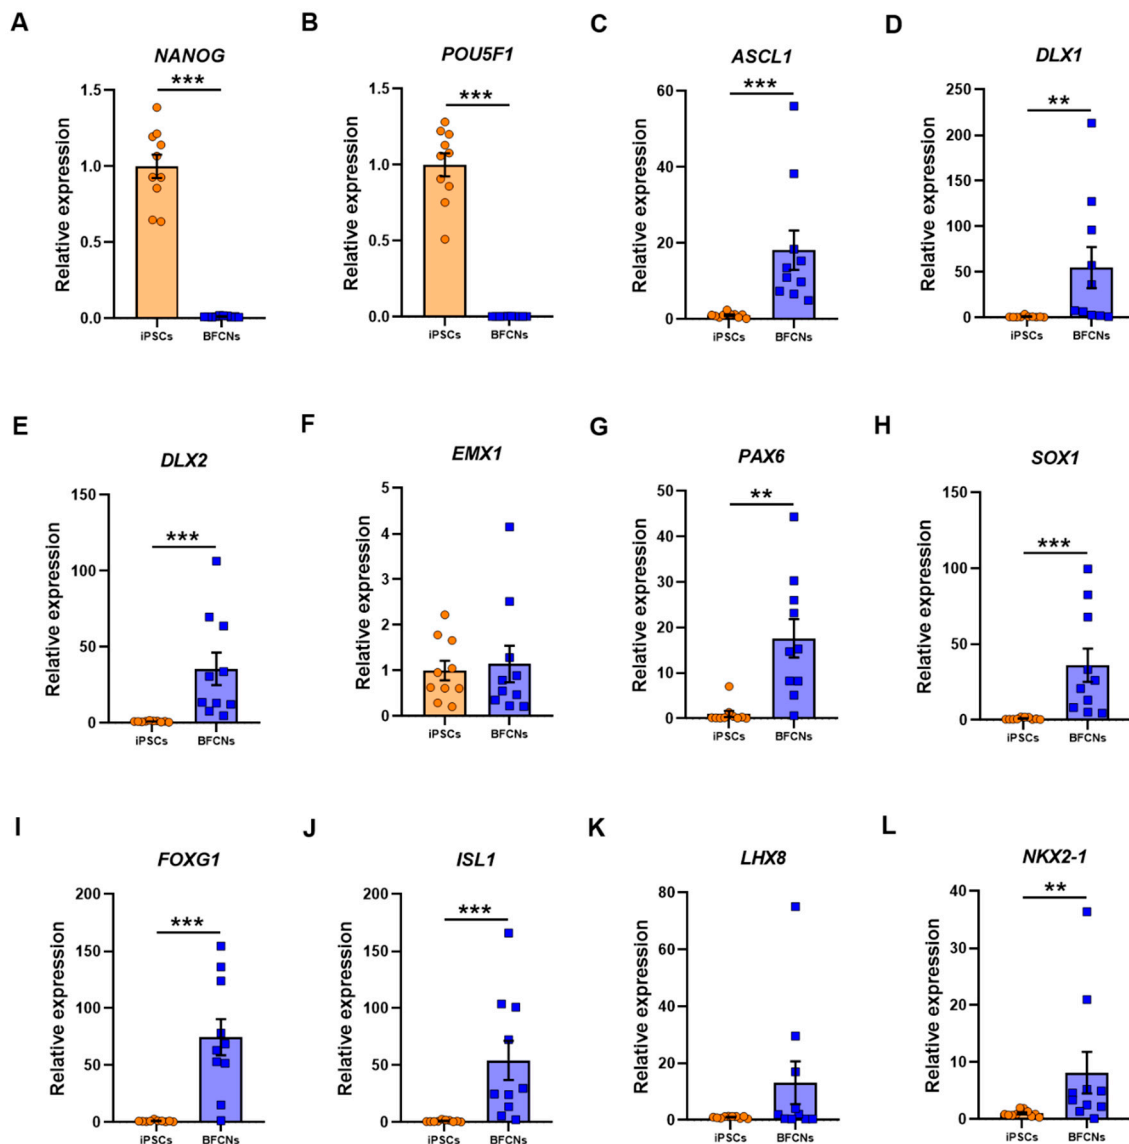 A
NANOG
***
Relative expression
1.5
1.0
0.5
0.0
iPSCs BFCNs
B
POU5F1
***
Relative expression
1.5
1.0
0.5
0.0
iPSCs BFCNs
C
ASCL1
***
Relative expression
60
40
20
0
iPSCs BFCNs
D
DLX1
**
Relative expression
250
200
150
100
50
0
iPSCs BFCNs
E
DLX2
***
Relative expression
150
100
50
0
iPSCs BFCNs
F
EMX1
Relative expression
5
4
3
2
1
0
iPSCs BFCNs
G
PAX6
**
Relative expression
50
40
30
20
10
0
iPSCs BFCNs
H
SOX1
***
Relative expression
150
100
50
0
iPSCs BFCNs
I
FOXG1
***
Relative expression
200
150
100
50
0
iPSCs BFCNs
J
ISL1
***
Relative expression
200
150
100
50
0
iPSCs BFCNs
K
LHX8
Relative expression
80
60
40
20
0
iPSCs BFCNs
L
NKX2-1
**
Relative expression
40
30
20
10
0
iPSCs BFCNs